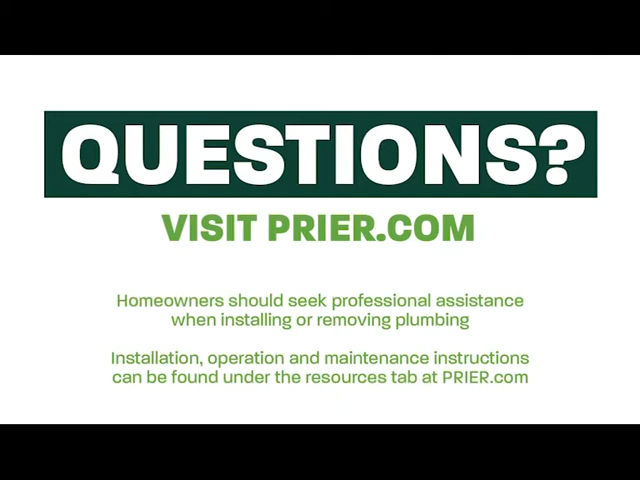 QUESTIONS?
VISIT PRIER.COM
Homeowners should seek professional assistance
when installing or removing plumbing
Installation, operation and maintenance instructions
can be found under the resources tab at PRIER.com